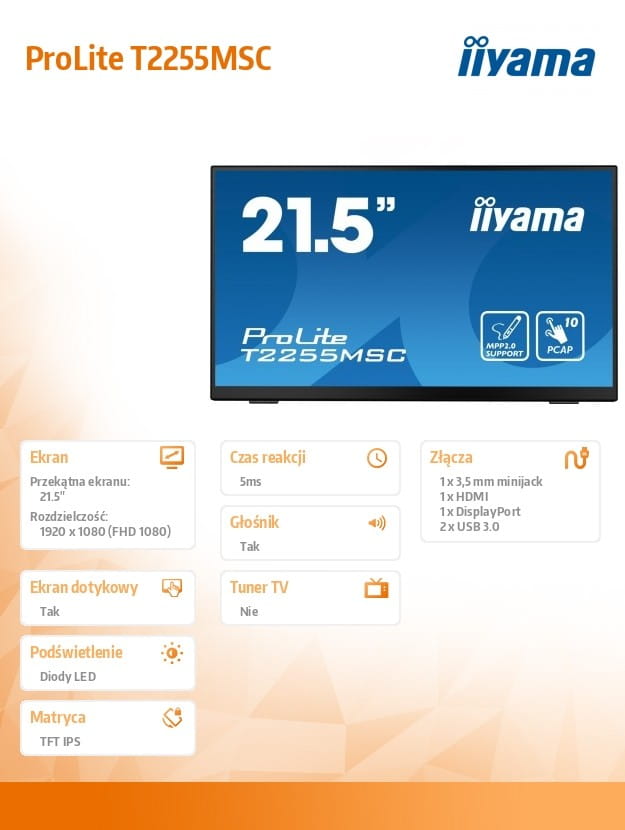 ProLite T2255MSC
iiyama
21.5”
iiyama
ProLite
T2255MSC
MPP2.0
SUPPORT
10
PCAP
Ekran
Przekątna ekranu:
21.5"
Rozdzielczość:
1920 x 1080 (FHD 1080)
Ekran dotykowy
Tak
Podświetlenie
Diody LED
Matryca
TFT IPS
Czas reakcji
5ms
Głośnik
Tak
Tuner TV
Nie
Złącza
1 x 3,5 mm minijack
1 x HDMI
1 x DisplayPort
2 x USB 3.0